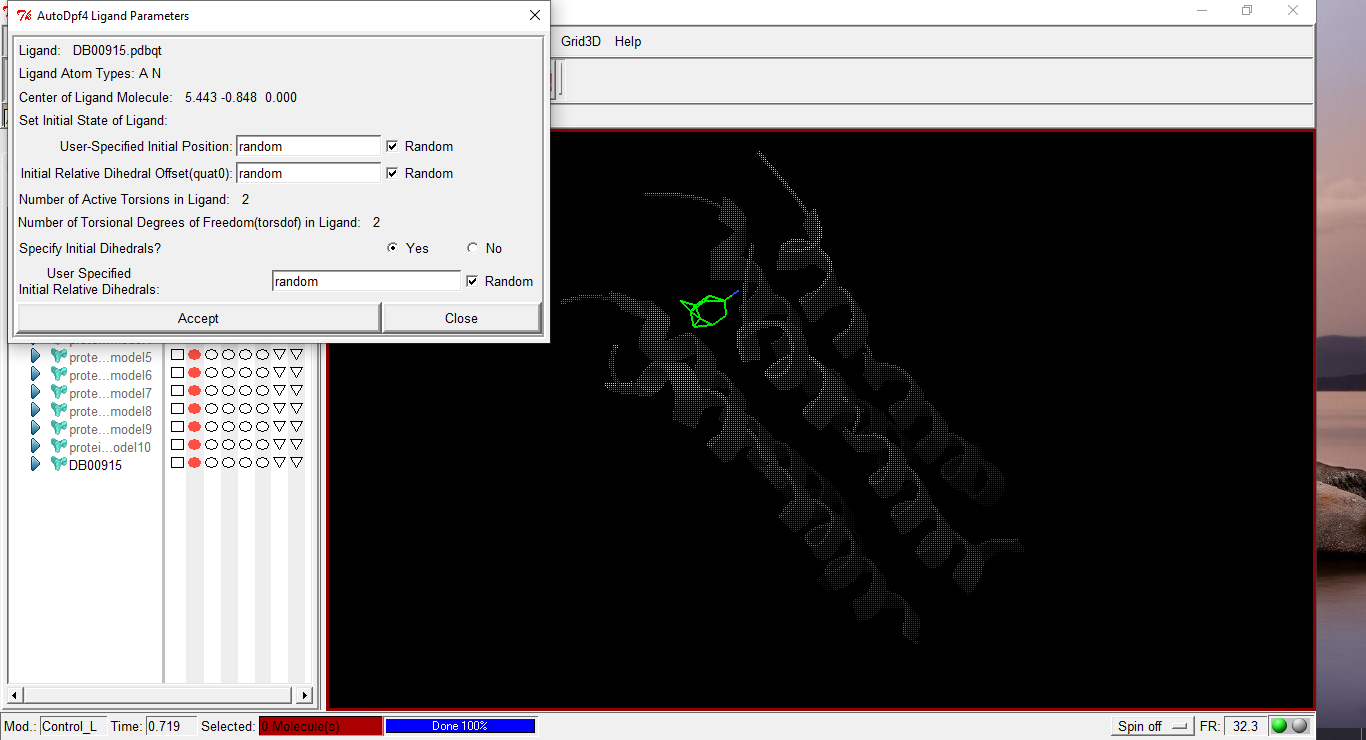 AutoDpf4 Ligand Parameters
Ligand: DB00915.pdbqt
Ligand Atom Types: A N
Center of Ligand Molecule: 5.443 -0.848 0.000
Set Initial State of Ligand:
User-Specified Initial Position: random Random
Initial Relative Dihedral Offset(quat0): random Random
Number of Active Torsions in Ligand: 2
Number of Torsional Degrees of Freedom(torsdof) in Ligand: 2
Specify Initial Dihedrals? Yes No
User Specified
Initial Relative Dihedrals: random Random
Accept Close
Grid3D Help
prote...model5
prote...model6
prote...model7
prote...model8
prote...model9
protei...odel10
DB00915
Mod.: Control_L Time: 0.719 Selected: 0 Molecule(s) Done 100% Spin off FR: 32.3